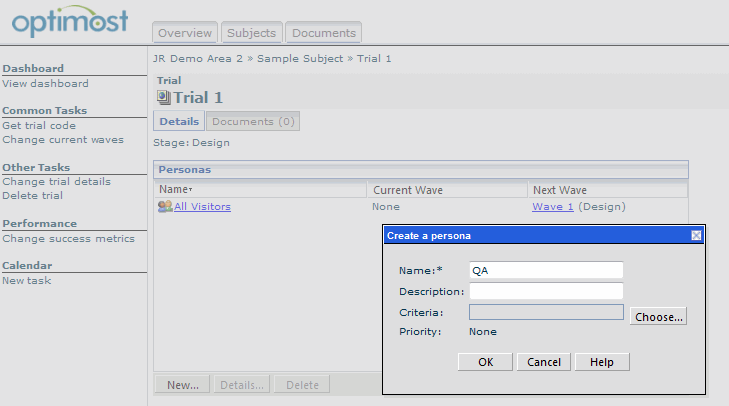 optimost
Overview Subjects Documents
JR Demo Area 2 » Sample Subject » Trial 1
Dashboard
View dashboard
Common Tasks
Get trial code
Change current waves
Other Tasks
Change trial details
Delete trial
Performance
Change success metrics
Calendar
New task
Trial
Trial 1
Details Documents (0)
Stage: Design
Personas
Name Current Wave Next Wave
All Visitors None Wave 1 (Design)
Create a persona
Name:* QA
Description:
Criteria: Choose...
Priority: None
OK Cancel Help
New... Details... Delete